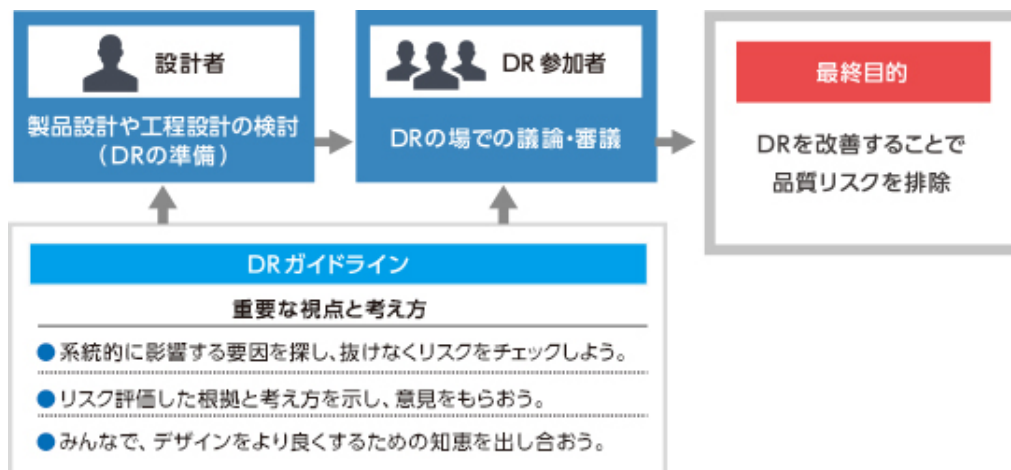 設計者
製品設計や工程設計の検討
(DRの準備)
DR 参加者
DRの場での議論・審議
最終目的
DRを改善することで
品質リスクを排除
DRガイドライン
重要な視点と考え方
●系統的に影響する要因を探し、抜けなくリスクをチェックしよう。
●リスク評価した根拠と考え方を示し、意見をもらおう。
●みんなで、デザインをより良くするための知恵を出し合おう。